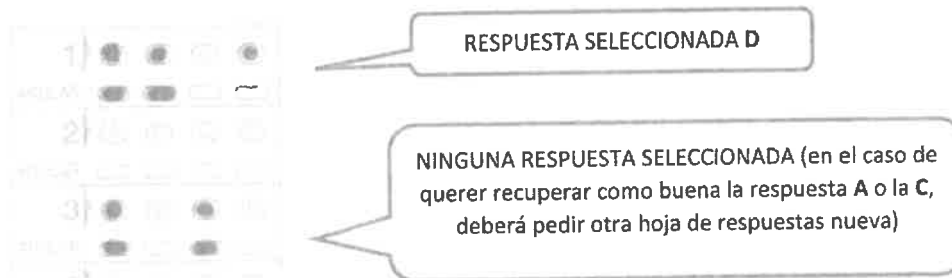 1)
RESPUESTA SELECCIONADA D
2)
NINGUNA RESPUESTA SELECCIONADA (en el caso de
querer recuperar como buena la respuesta A o la C,
deberá pedir otra hoja de respuestas nueva)
3)